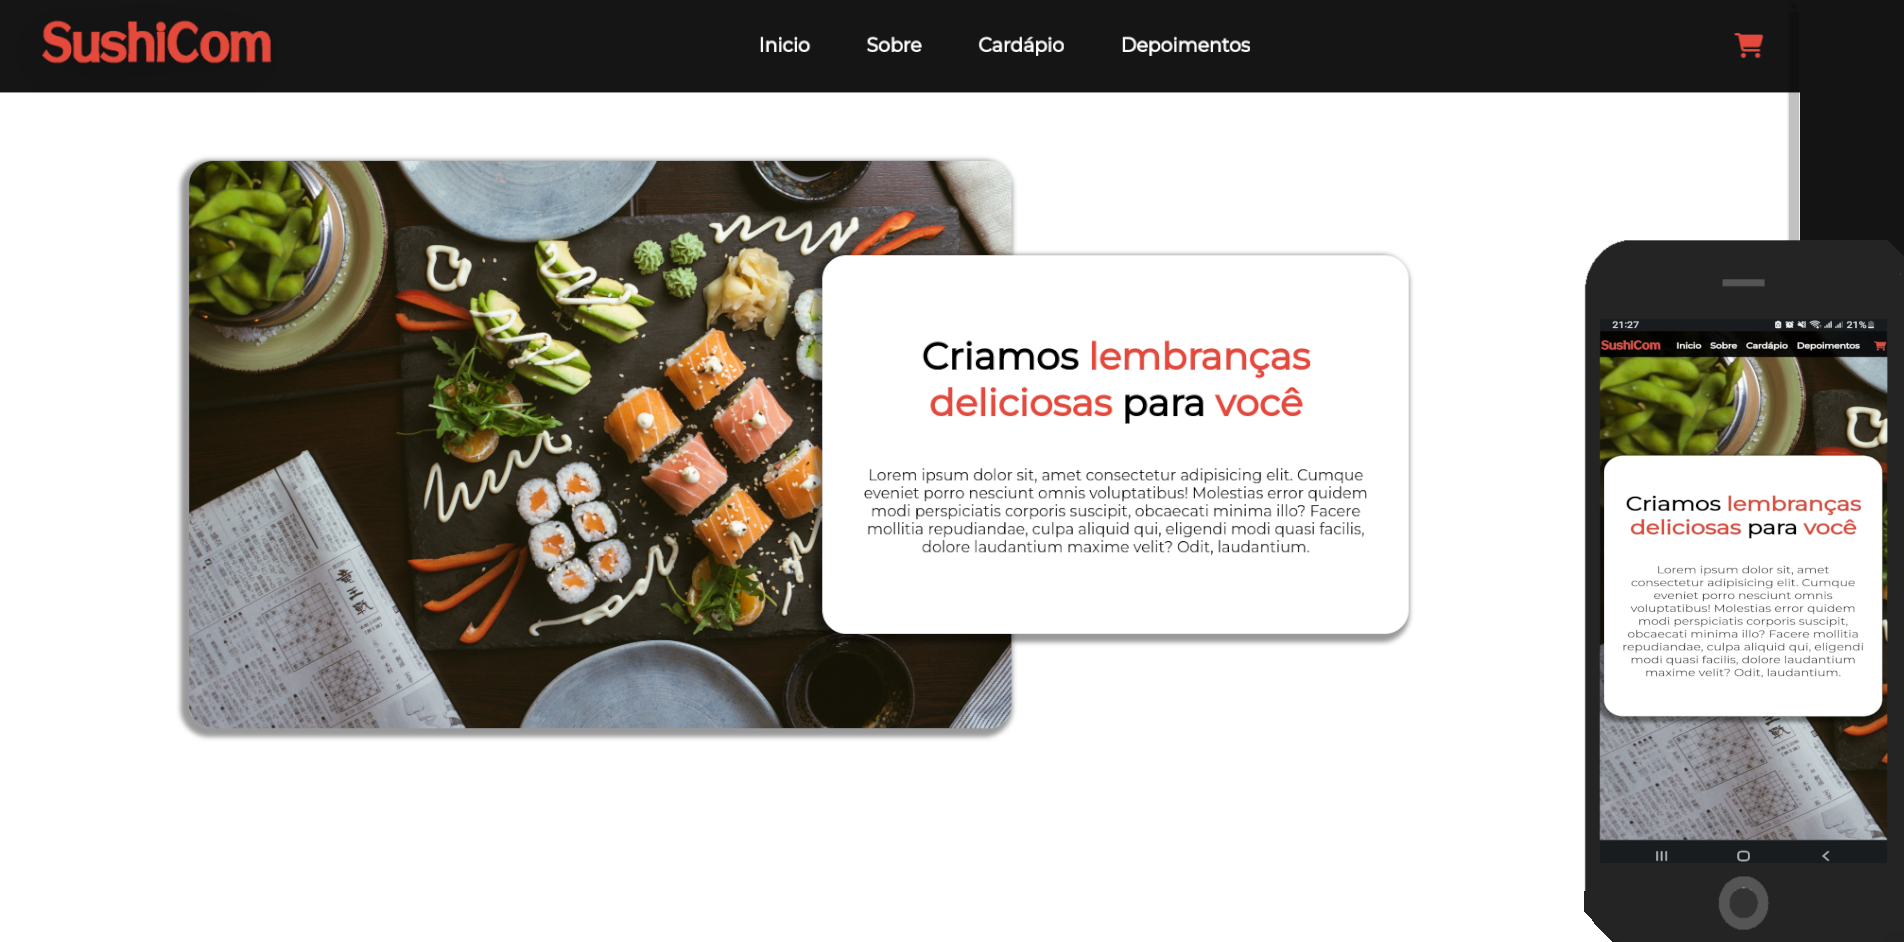 SushiCom
Inicio Sobre Cardápio Depoimentos
Criamos lembranças
deliciosas para você
Lorem ipsum dolor sit, amet consectetur adipisicing elit. Cumque
eveniet porro nesciunt omnis voluptatibus! Molestias error quidem
modi perspiciatis corporis suscipit, obcaecati minima illo? Facere
mollitia repudiandae, culpa aliquid qui, eligendi modi quasi facilis,
dolore laudantium maxime velit? Odit, laudantium.
21:27 21%
SushiCom Inicio Sobre Cardápio Depoimentos
Criamos lembranças
deliciosas para você
Lorem ipsum dolor sit, amet
consectetur adipisicing elit. Cumque
eveniet porro nesciunt omnis
voluptatibus! Molestias error quidem
modi perspiciatis corporis suscipit,
obcaecati minima illo? Facere mollitia
repudiandae, culpa aliquid qui, eligendi
modi quasi facilis, dolore laudantium
maxime velit? Odit, laudantium.